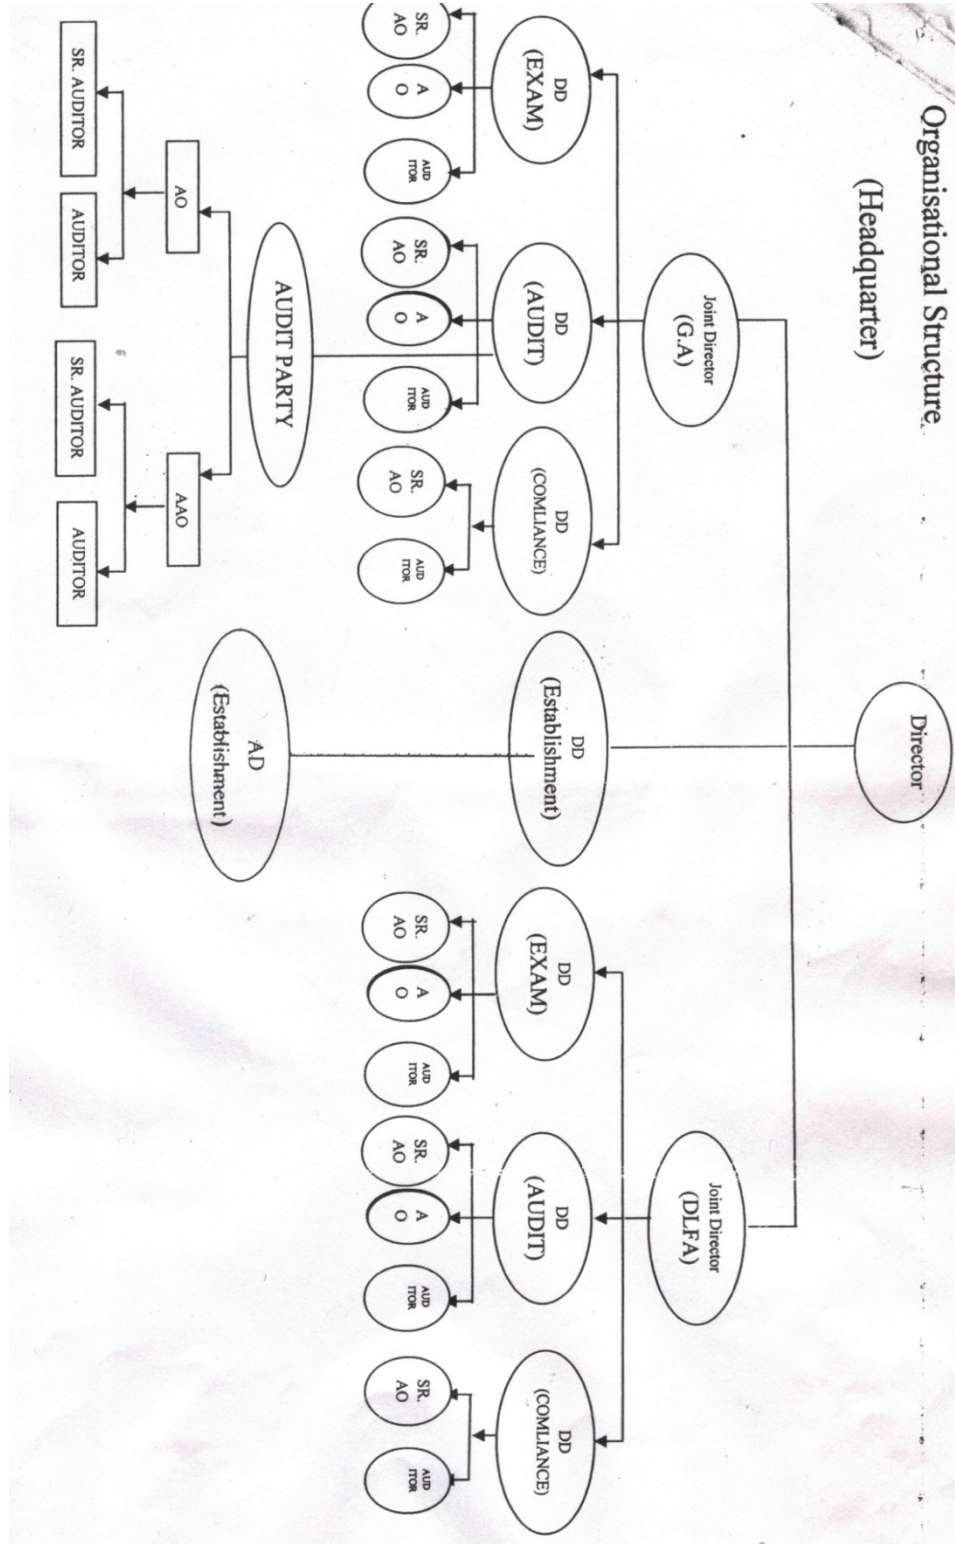 Organisational Structure
(Headquarter)
Director
Joint Director
(G.A)
Joint Director
(DLFA)
DD
(EXAM)
DD
(AUDIT)
DD
(COMLIANCE)
DD
(Establishment)
DD
(EXAM)
DD
(AUDIT)
DD
(COMLIANCE)
SR.
AO
A
O
AUD
ITOR
SR.
AO
A
O
AUD
ITOR
SR.
AO
AUD
ITOR
SR.
AO
A
O
AUD
ITOR
SR.
AO
A
O
AUD
ITOR
SR.
AO
AUD
ITOR
AUDIT PARTY
AD
(Establishment)
AO
AAO
SR. AUDITOR
AUDITOR
SR. AUDITOR
AUDITOR